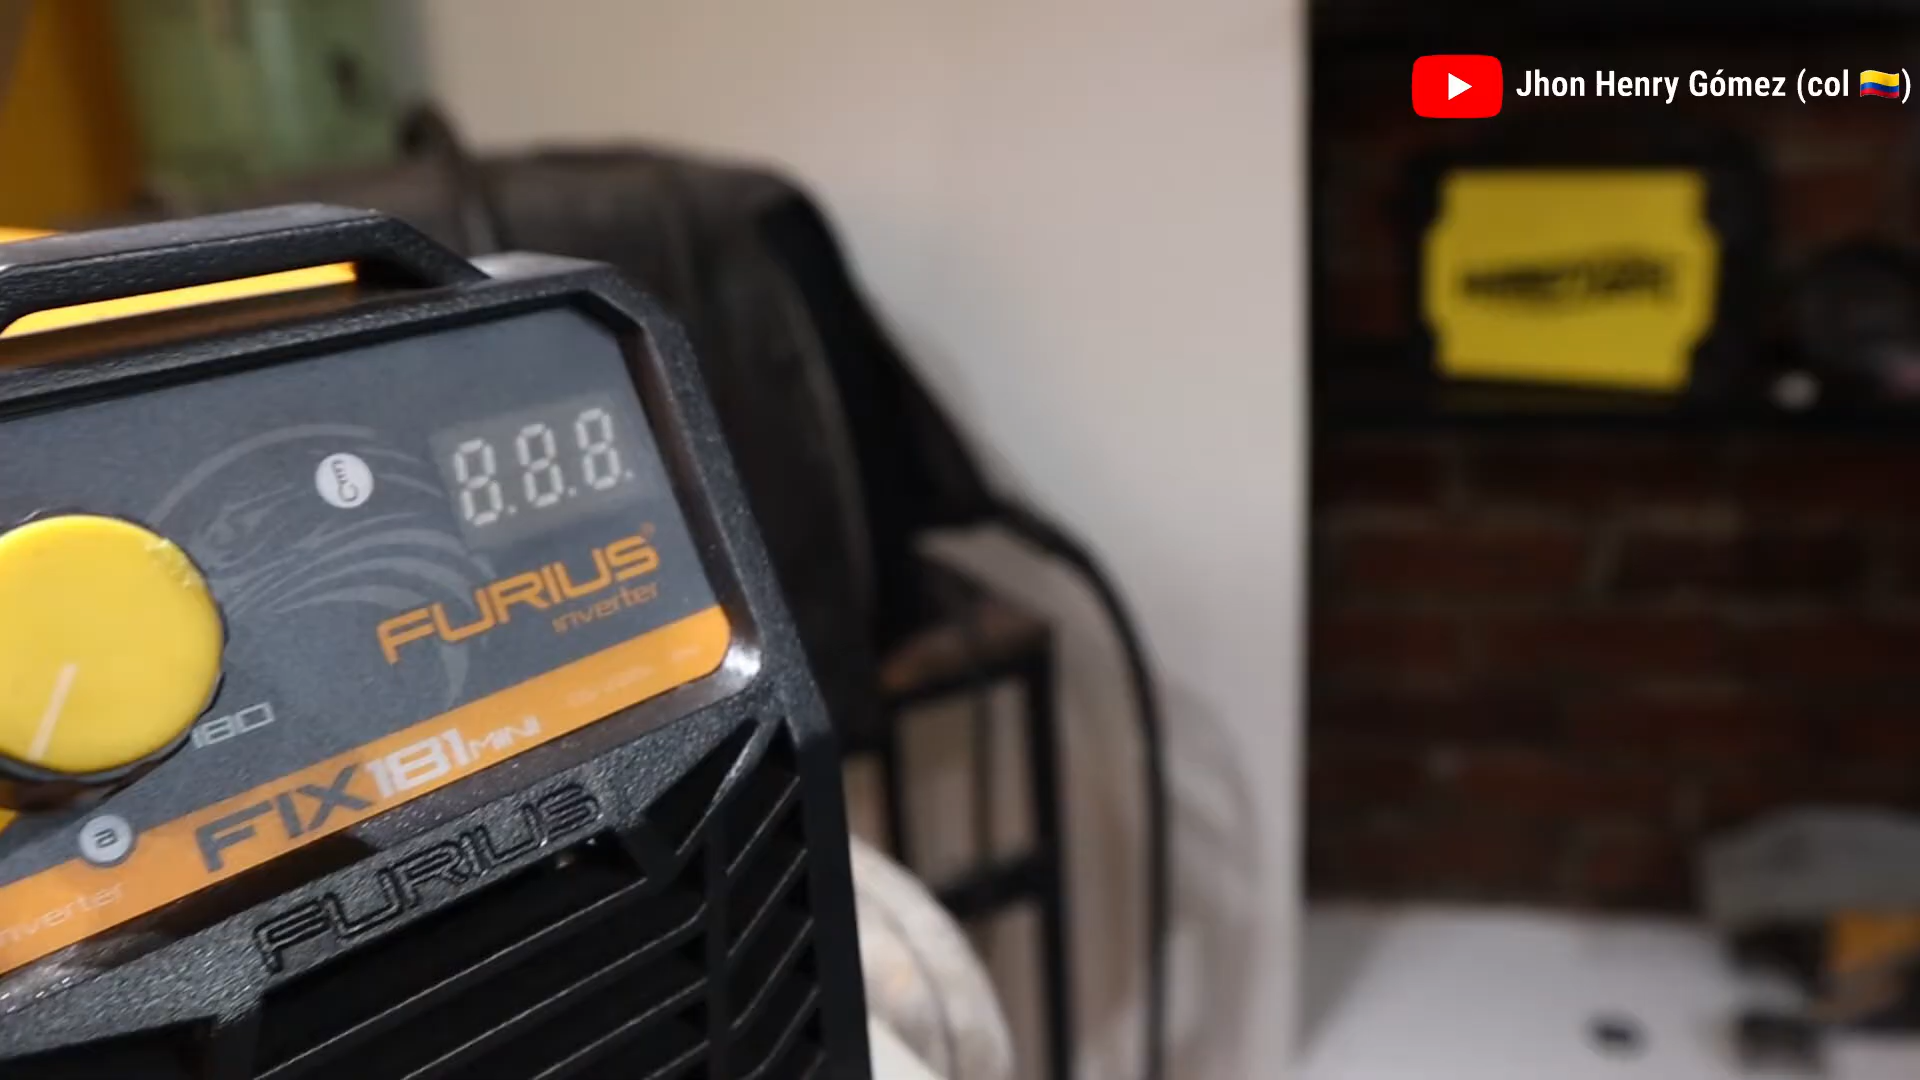 Jhon Henry Gómez (col 🇨🇴)
8.8.8.
FURIUS®
inverter
180
FIX181MINI
a
inverter
FURIUS